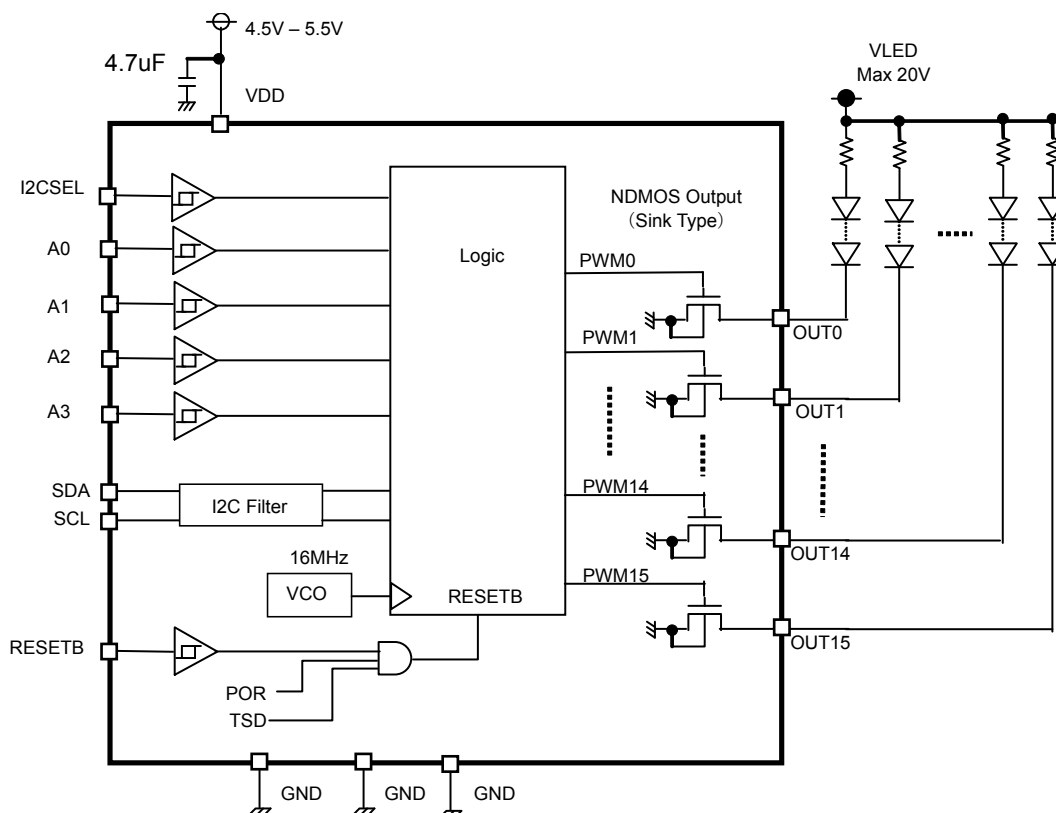 4.5V – 5.5V
4.7uF
VDD
VLED
Max 20V
I2CSEL
A0
A1
A2
A3
SDA
SCL
I2C Filter
16MHz
VCO
RESETB
POR
TSD
Logic
RESETB
NDMOS Output
(Sink Type)
PWM0
PWM1
PWM14
PWM15
OUT0
OUT1
OUT14
OUT15
GND
GND
GND